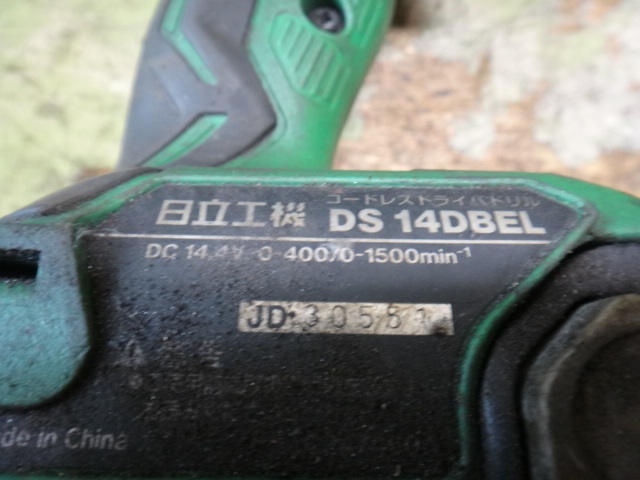 コードレスドライバドリル
日立工機 DS 14DBEL
DC 14.4V 0-400/0-1500min-1
JD 30561
de in China